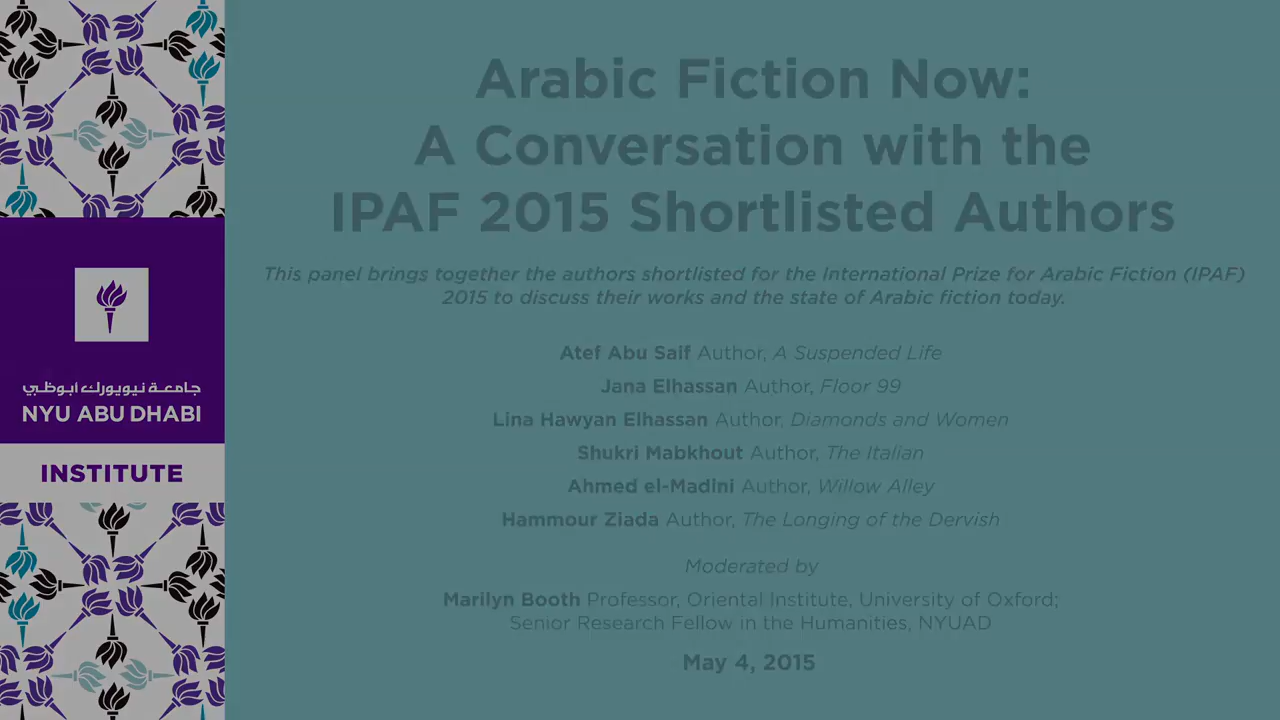 جامعة نيويورك أبوظبي
NYU ABU DHABI
INSTITUTE
Arabic Fiction Now:
A Conversation with the
IPAF 2015 Shortlisted Authors
This panel brings together the authors shortlisted for the International Prize for Arabic Fiction (IPAF)
2015 to discuss their works and the state of Arabic fiction today.
Atef Abu Saif Author, A Suspended Life
Jana Elhassan Author, Floor 99
Lina Hawyan Elhassan Author, Diamonds and Women
Shukri Mabkhout Author, The Italian
Ahmed el-Madini Author, Willow Alley
Hammour Ziada Author, The Longing of the Dervish
Moderated by
Marilyn Booth Professor, Oriental Institute, University of Oxford;
Senior Research Fellow in the Humanities, NYUAD
May 4, 2015